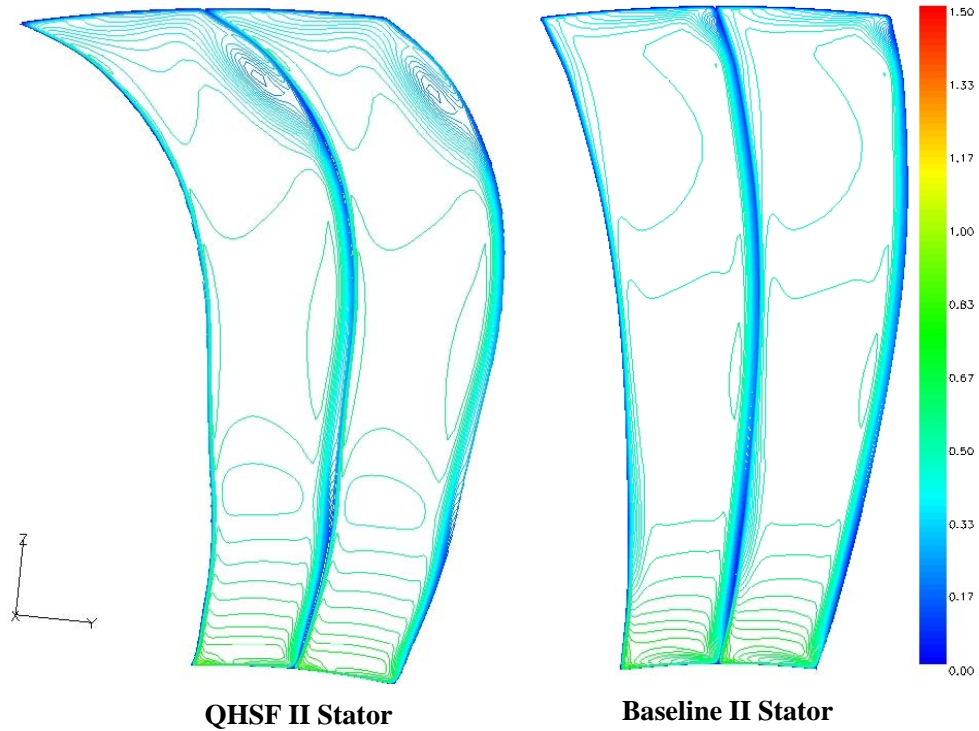 1.50
1.33
1.17
1.00
0.83
0.67
0.50
0.33
0.17
0.00
Z
X
Y
QHSF II Stator
Baseline II Stator